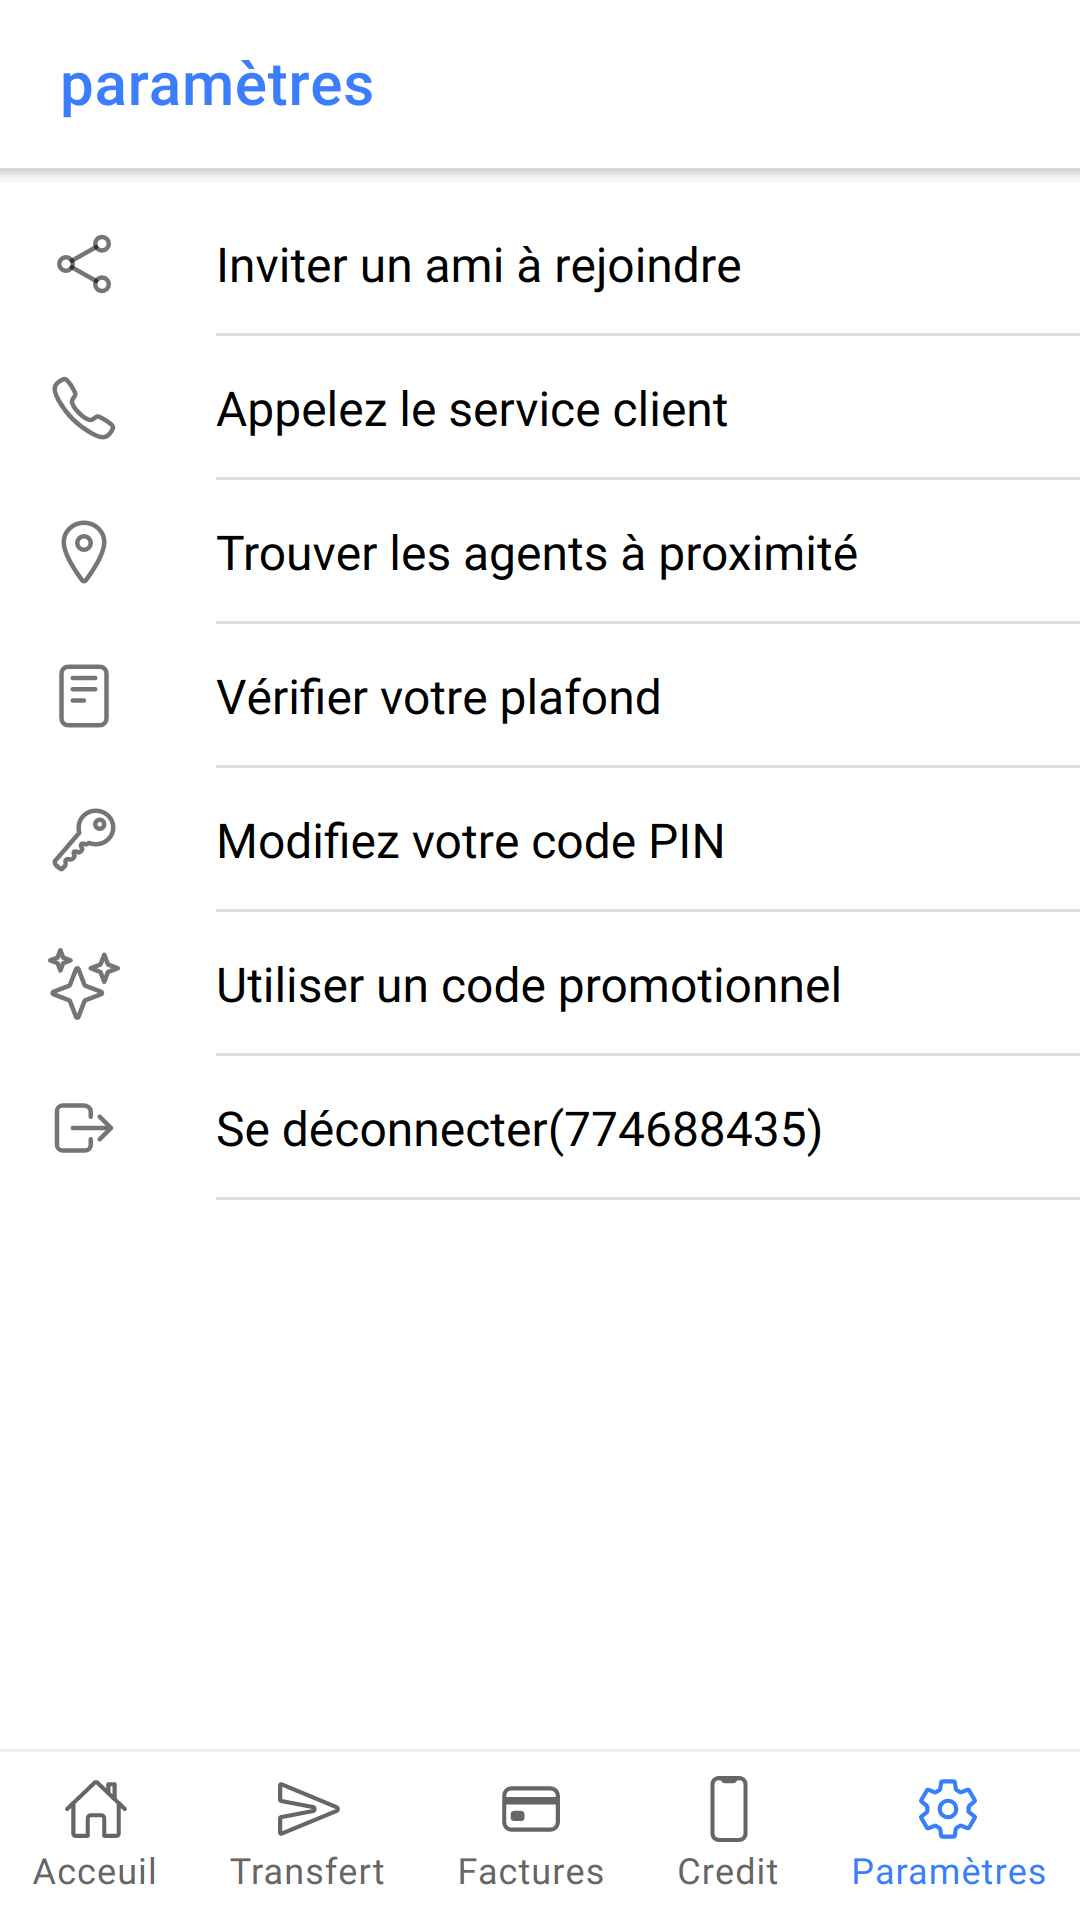 paramètres
Inviter un ami à rejoindre
Appelez le service client
Trouver les agents à proximité
Vérifier votre plafond
Modifiez votre code PIN
Utiliser un code promotionnel
Se déconnecter(774688435)
Acceuil
Transfert
Factures
Credit
Paramètres